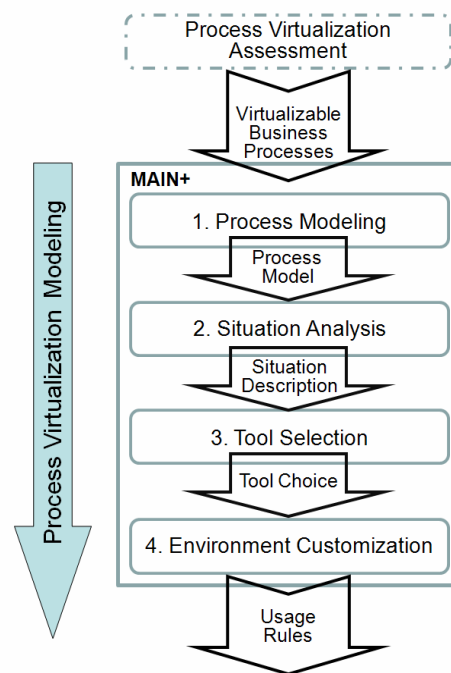 Process Virtualization
Assessment
Virtualizable
Business
Processes
MAIN+
1. Process Modeling
Process
Model
2. Situation Analysis
Situation
Description
3. Tool Selection
Tool Choice
4. Environment Customization
Usage
Rules
Process Virtualization Modeling